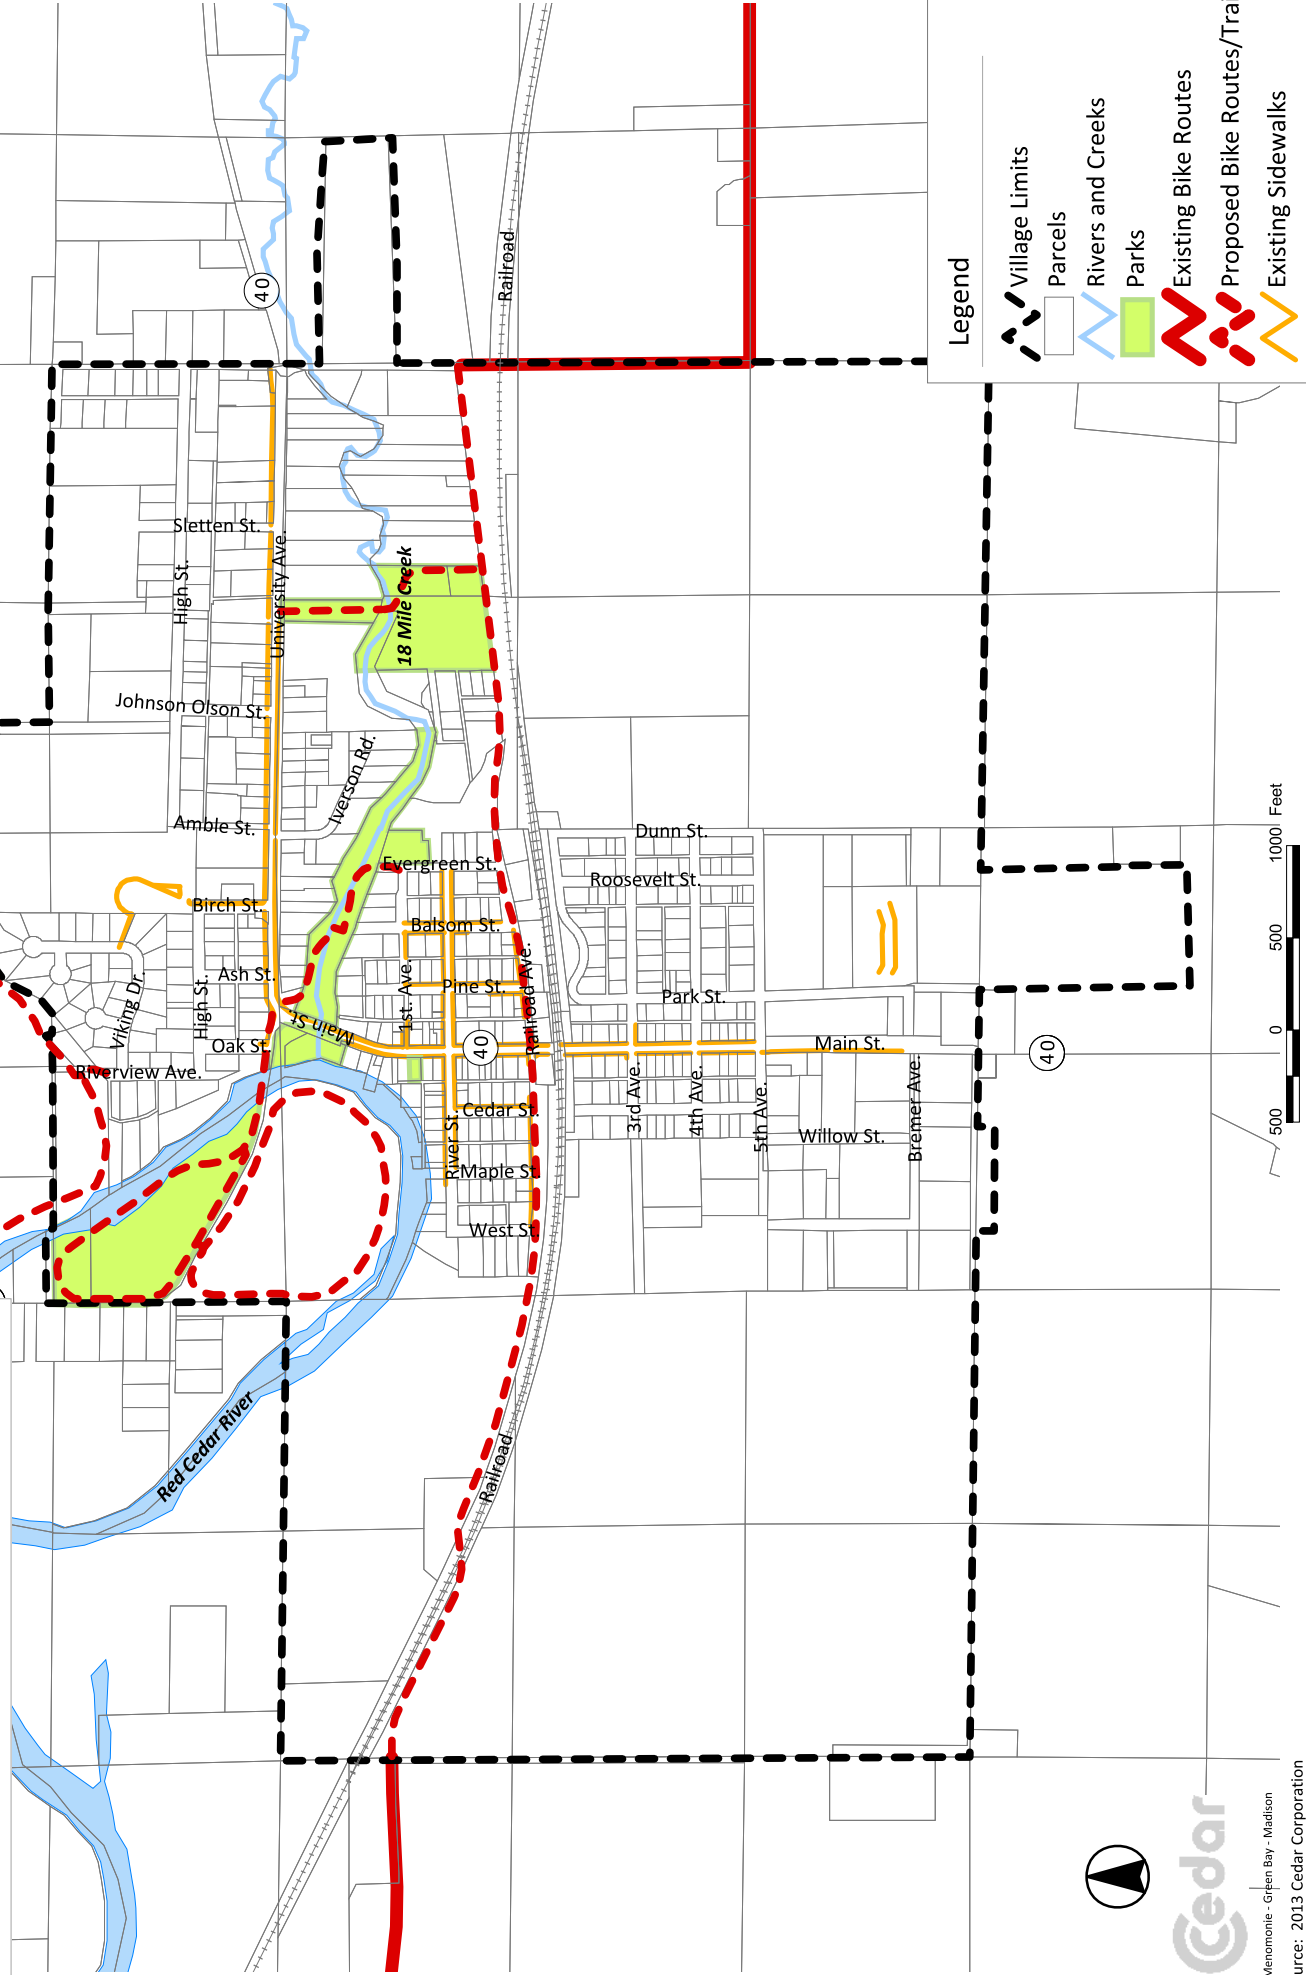 40
Railroad
Sletten St.
High St.
University Ave.
18 Mile Creek
Johnson Olson St.
Iverson Rd.
Amble St.
Evergreen St.
Dunn St.
Roosevelt St.
Birch St.
Balsom St.
Ash St.
Viking Dr.
High St.
1st. Ave.
Pine St.
Railroad Ave.
Park St.
Main St.
Oak St.
40
Main St.
40
Riverview Ave.
3rd Ave.
4th Ave.
5th Ave.
Bremer Ave.
Cedar St.
River St.
Willow St.
Maple St.
West St.
Red Cedar River
Railroad
Legend
Village Limits
Parcels
Rivers and Creeks
Parks
Existing Bike Routes
Proposed Bike Routes/Trai
Existing Sidewalks
500 0 500 1000 Feet
Cedar
Menomonie - Green Bay - Madison
urce: 2013 Cedar Corporation